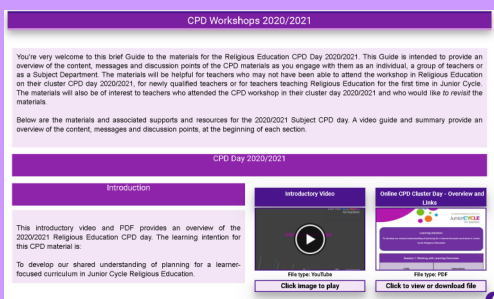 CPD Workshops 2020/2021
You're very welcome to this brief Guide to the materials for the Religious Education CPD Day 2020/2021. This Guide is intended to provide an
overview of the content, messages and discussion points of the CPD materials as you engage with them as an individual, a group of teachers or
as a Subject Department. The materials will be helpful for teachers who may not have been able to attend the workshop in Religious Education
on their cluster CPD day 2020/2021, for newly qualified teachers or for teachers teaching Religious Education for the first time in Junior Cycle.
The materials will also be of interest to teachers who attended the CPD workshop in their cluster day 2020/2021 and who would like to revisit the
materials.
Below are the materials and associated supports and resources for the 2020/2021 Subject CPD day. A video guide and summary provide an
overview of the content, messages and discussion points, at the beginning of each section.
CPD Day 2020/2021
Introduction
This introductory video and PDF provides an overview of the
2020/2021 Religious Education CPD day. The learning intention for
this CPD material is:
To develop our shared understanding of planning for a learner-
focused curriculum in Junior Cycle Religious Education.
Introductory Video
File type: YouTube
Click image to play
Online CPD Cluster Day - Overview and
Links
JuniorCYCLE
File type: PDF
Click to view or download file